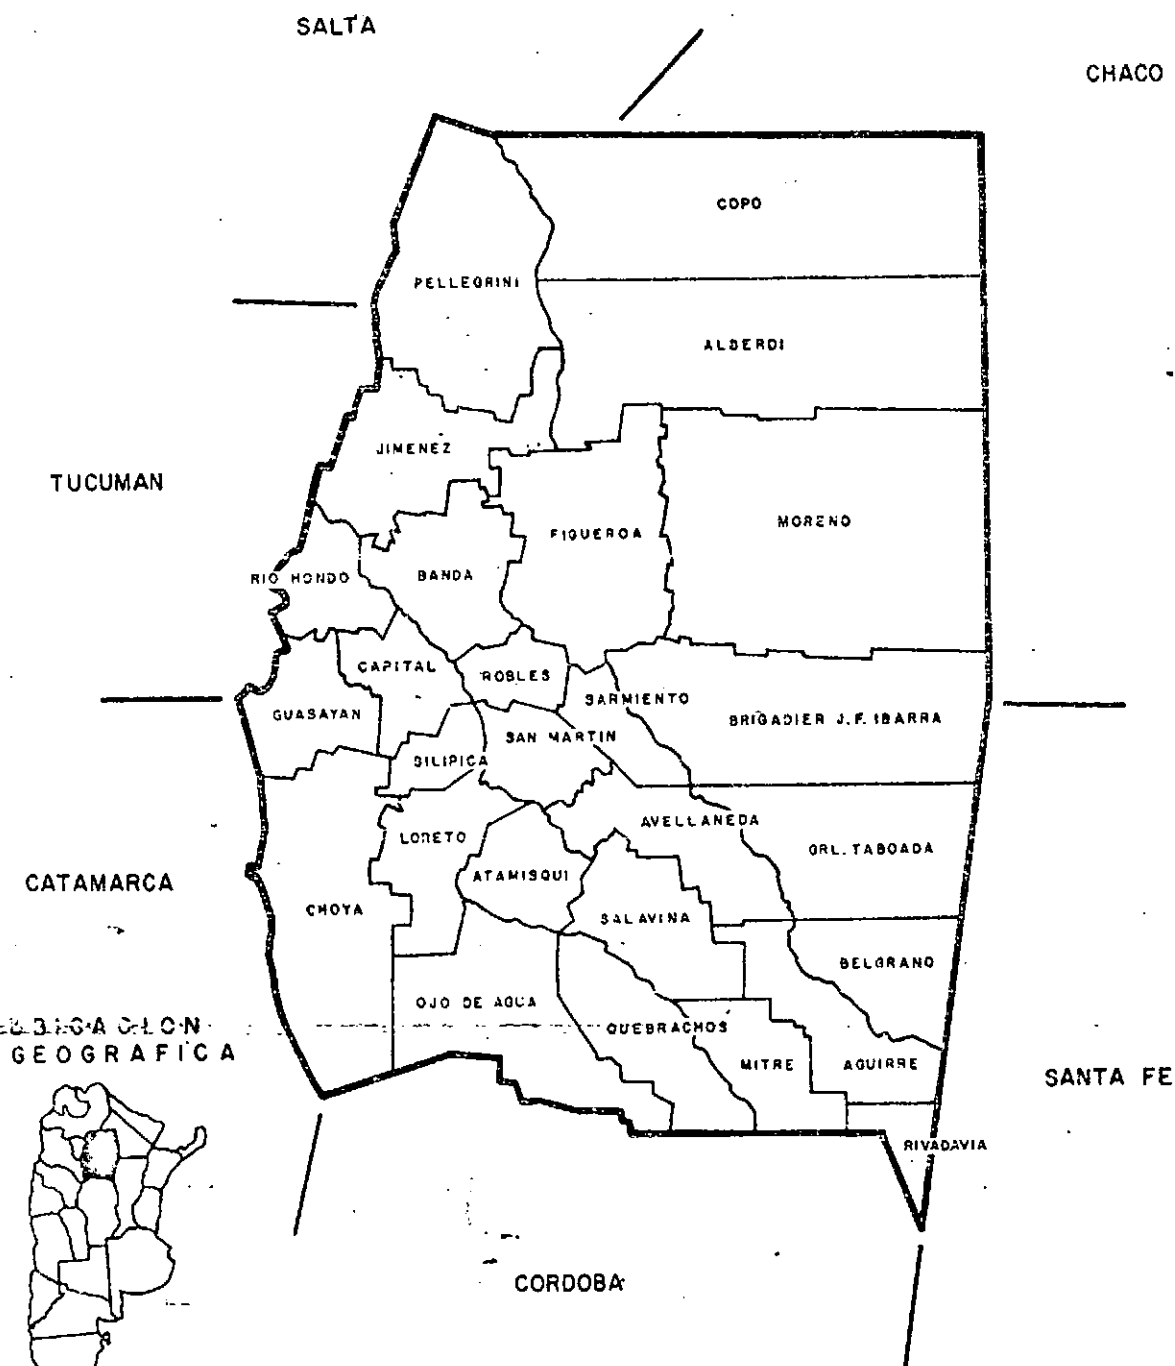 SALTA
CHACO
COPO
PELLEGRINI
ALBERDI
JIMENEZ
TUCUMAN
MORENO
FIGUEROA
RIO HONDO
BANDA
CAPITAL
ROBLES
SARMIENTO
GUASAYAN
BRIGADIER J.F. IBARRA
SAN MARTIN
SILIPICA
AVELLANEDA
LORETO
GRL. TABOADA
ATAMISQUI
CATAMARCA
CHOYA
SALAVINA
BELGRANO
OJO DE AGUA
QUEBRACHOS
UBICACION
GEOGRAFICA
MITRE
AGUIRRE
SANTA FE
RIVADAVIA
CORDOBA